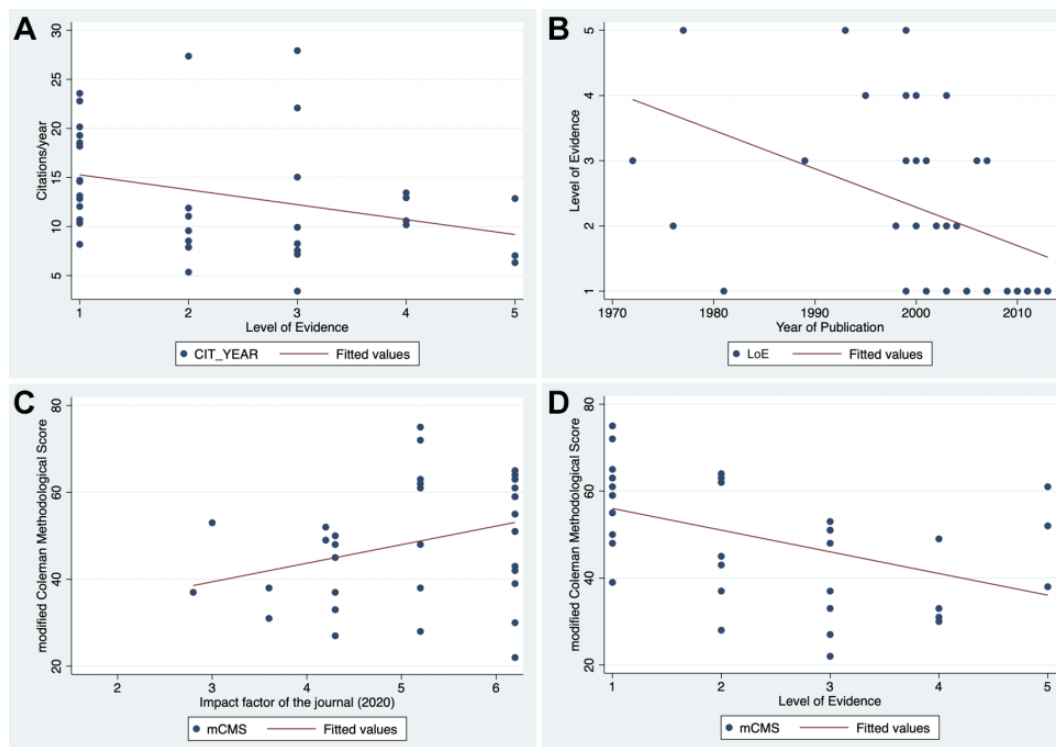 A
Citations/year
30
25
20
15
10
5
1 2 3 4 5
Level of Evidence
CIT_YEAR Fitted values
B
Level of Evidence
5
4
3
2
1
1970 1980 1990 2000 2010
Year of Publication
LoE Fitted values
C
modified Coleman Methodological Score
80
60
40
20
2 3 4 5 6
Impact factor of the journal (2020)
mCMS Fitted values
D
modified Coleman Methodological Score
80
60
40
20
1 2 3 4 5
Level of Evidence
mCMS Fitted values